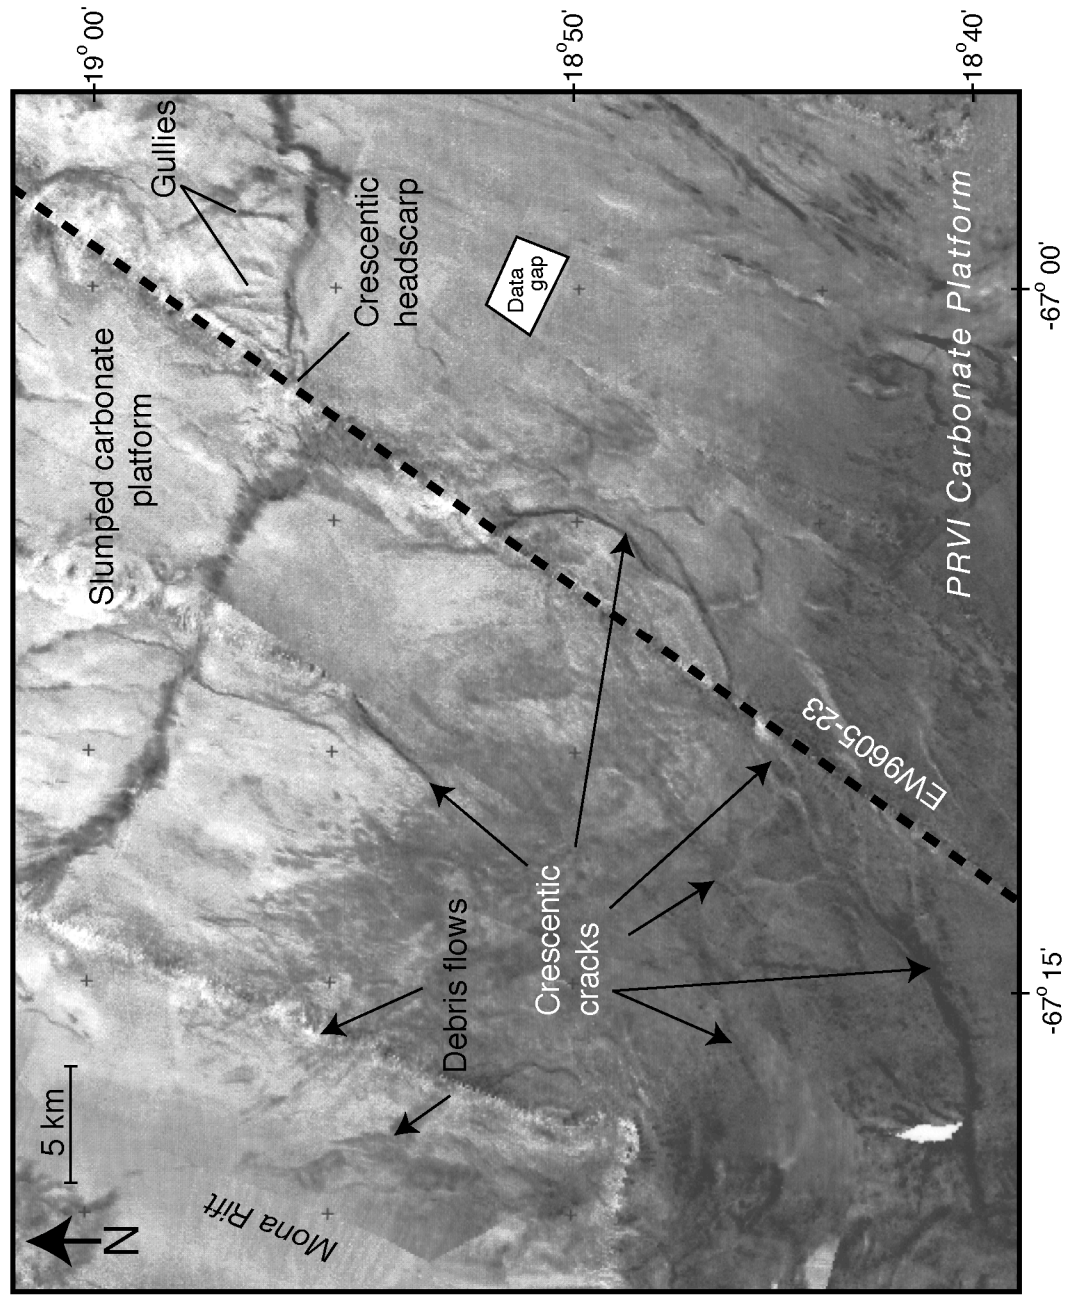 19° 00'
18° 50'
18° 40'
-67° 00'
-67° 15'
Gullies
Crescentic
headscarp
Slumped carbonate
platform
Data
gap
PRVI Carbonate Platform
EW9605-23
Crescentic
cracks
Debris flows
5 km
Mona Rift
N